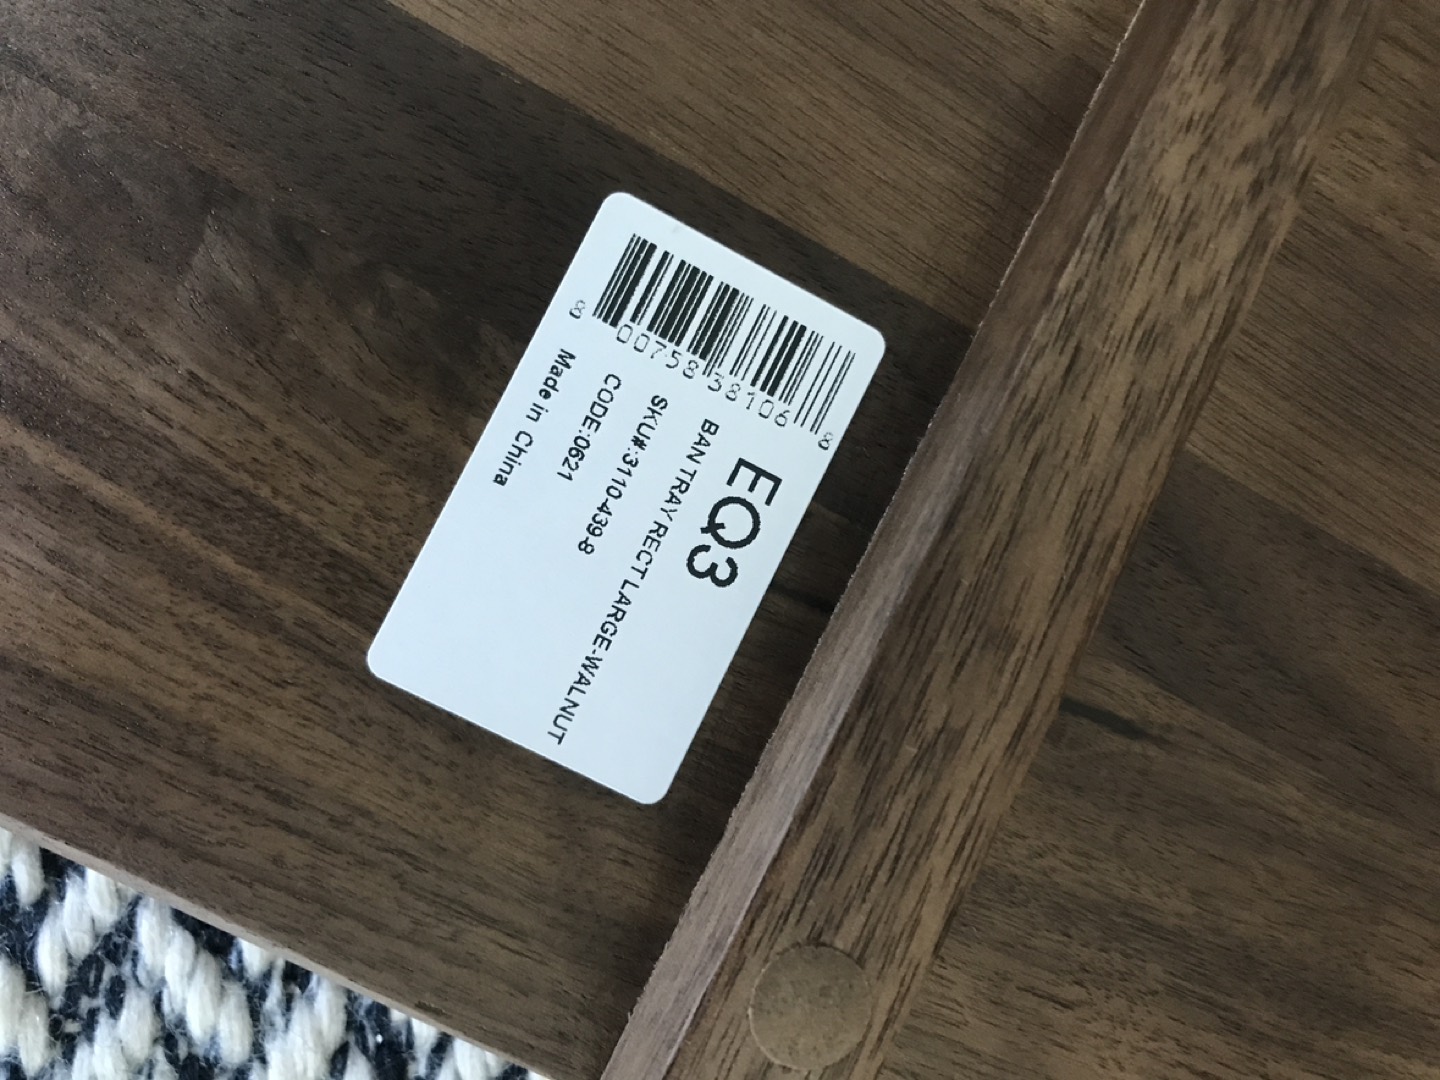 8 00758 38106 8
EQ3
BAN TRAY RECT LARGE-WALNUT
SKU#:3110-439-8
CODE:0621
Made in China